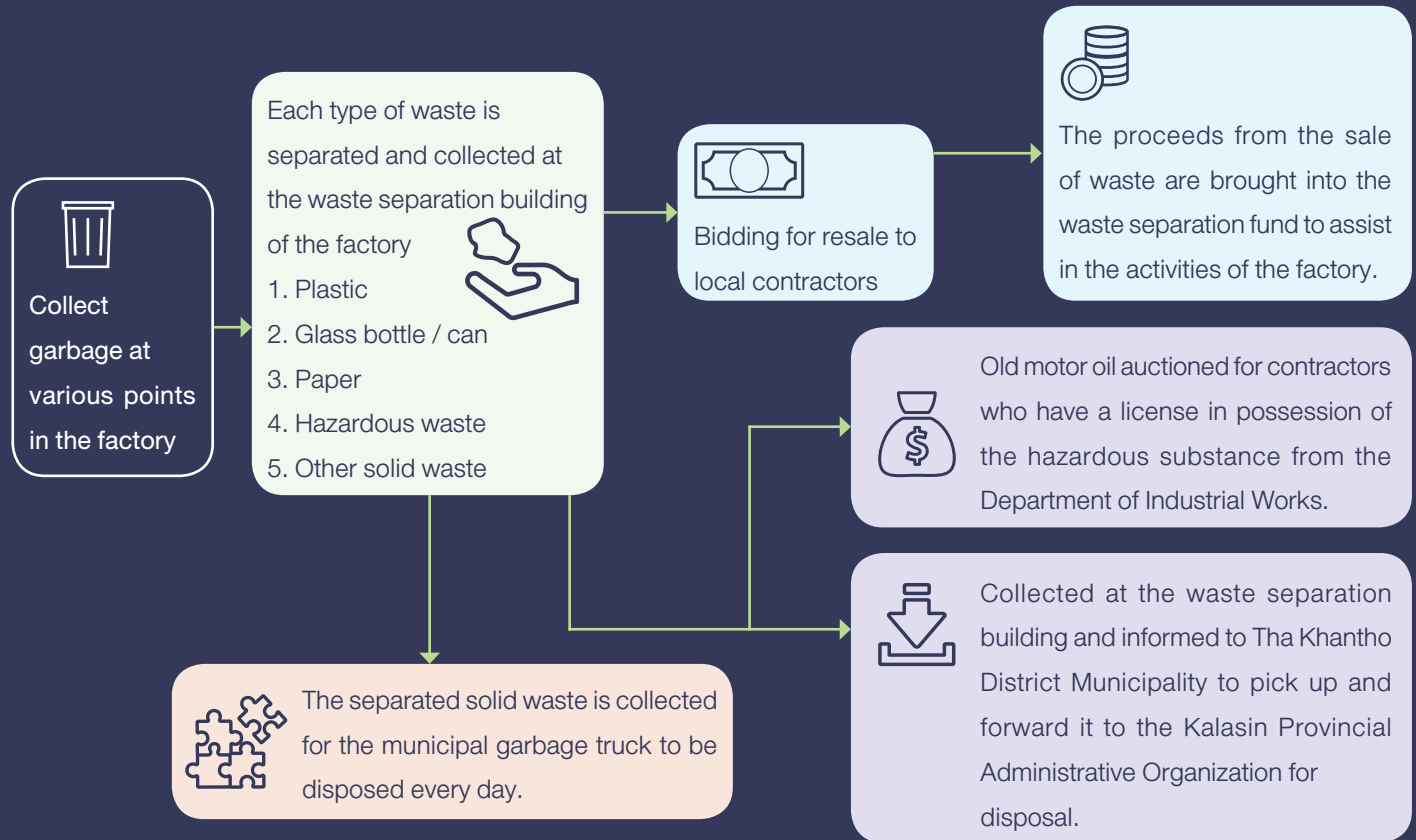 Collect
garbage at
various points
in the factory
Each type of waste is
separated and collected at
the waste separation building
of the factory
1. Plastic
2. Glass bottle / can
3. Paper
4. Hazardous waste
5. Other solid waste
Bidding for resale to
local contractors
The proceeds from the sale
of waste are brought into the
waste separation fund to assist
in the activities of the factory.
$
Old motor oil auctioned for contractors
who have a license in possession of
the hazardous substance from the
Department of Industrial Works.
Collected at the waste separation
building and informed to Tha Khantho
District Municipality to pick up and
forward it to the Kalasin Provincial
Administrative Organization for
disposal.
The separated solid waste is collected
for the municipal garbage truck to be
disposed every day.